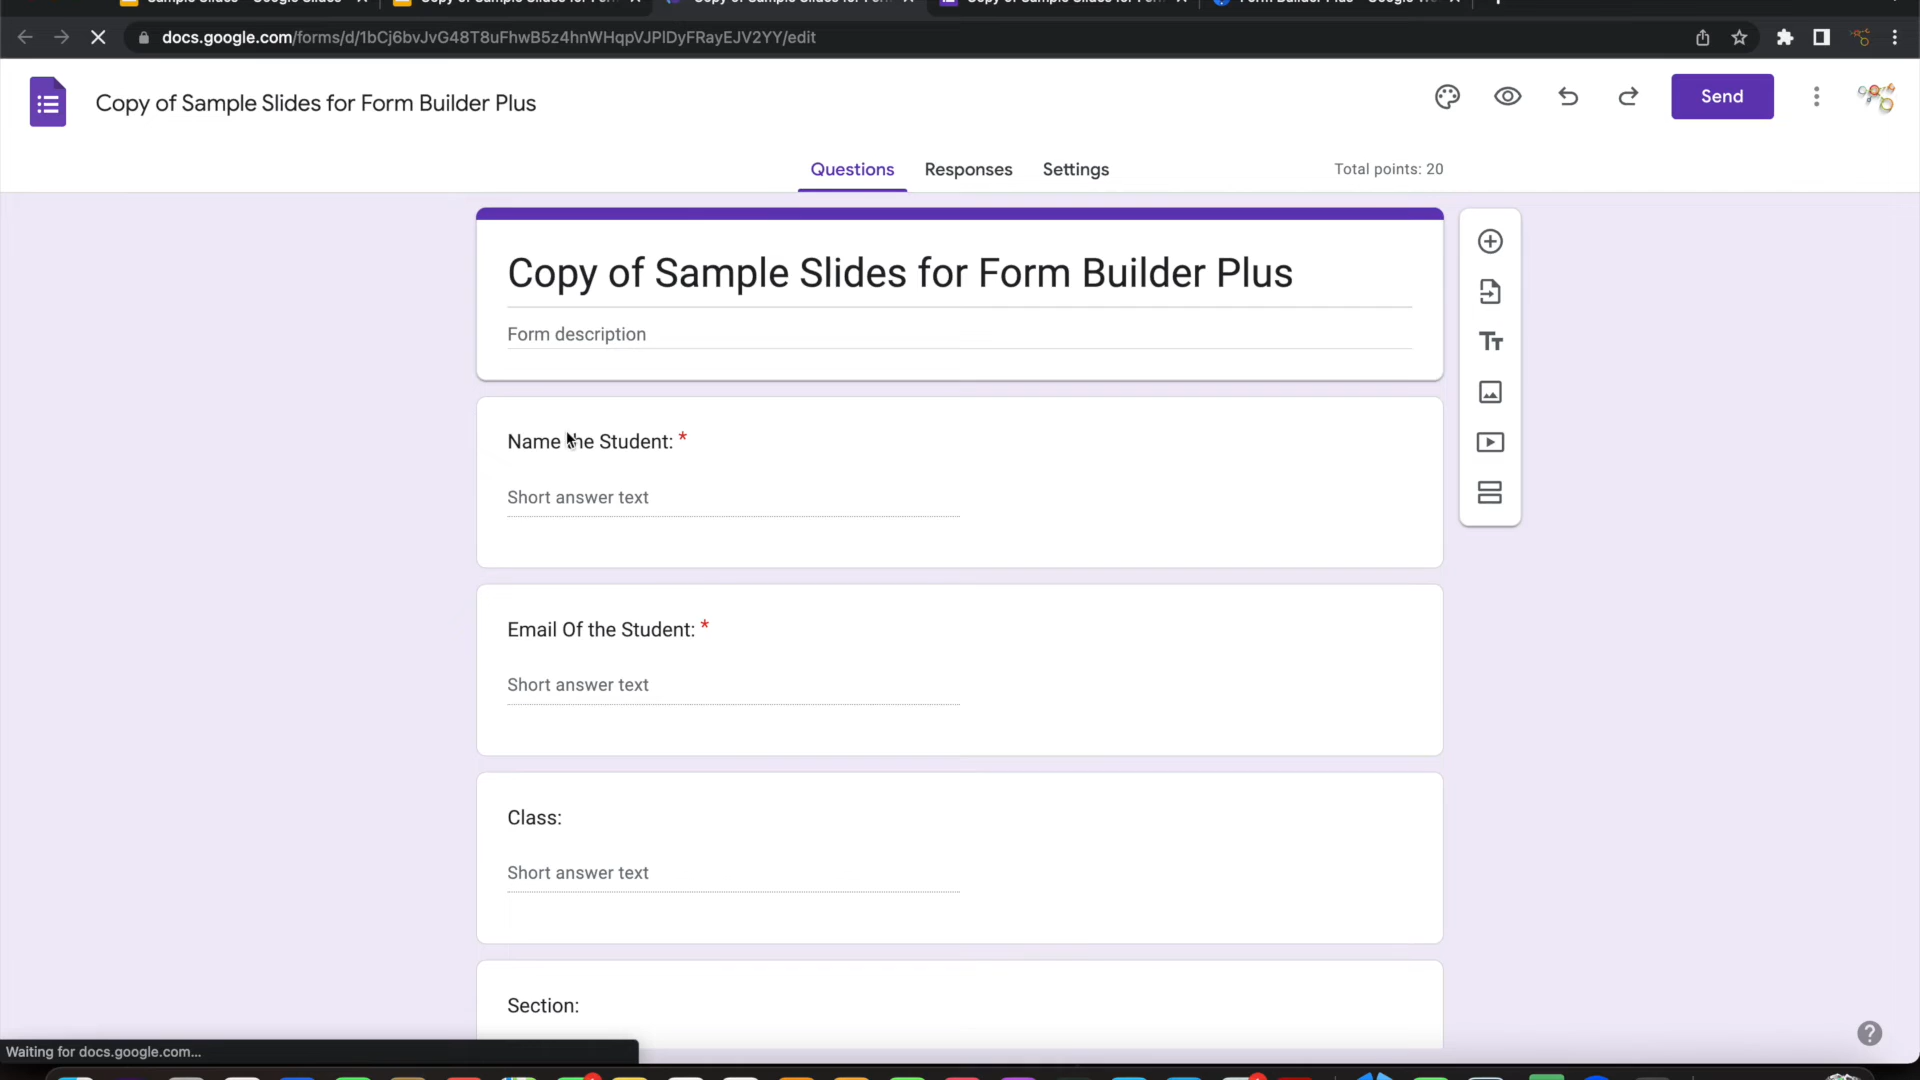 docs.google.com/forms/d/1bCj6bvJvG48T8uFhwB5z4hnWHqpVJPlDyFRayEJV2YY/edit
Copy of Sample Slides for Form Builder Plus
Send
Questions Responses Settings
Total points: 20
Copy of Sample Slides for Form Builder Plus
Form description
Name the Student: *
Short answer text
Email Of the Student: *
Short answer text
Class:
Short answer text
Section:
Waiting for docs.google.com...